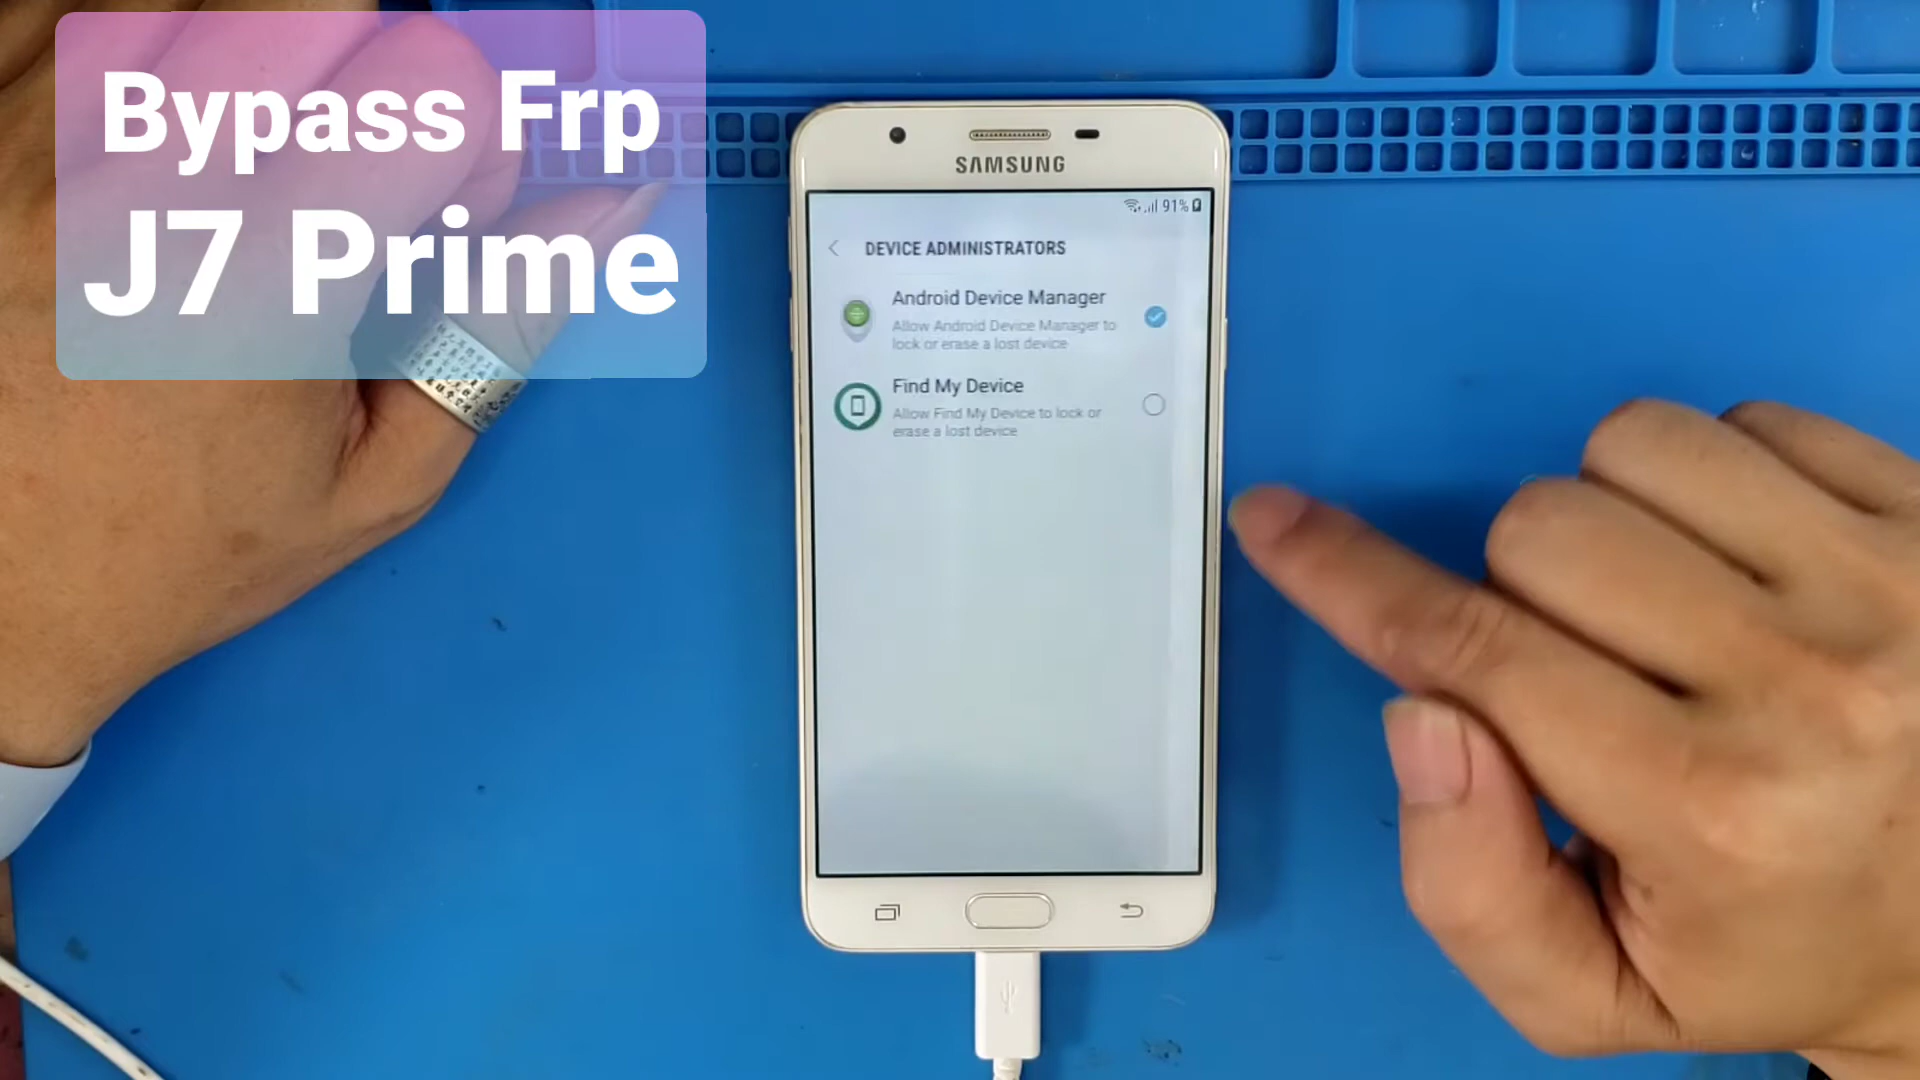 Bypass Frp
J7 Prime
SAMSUNG
91%
DEVICE ADMINISTRATORS
Android Device Manager
Allow Android Device Manager to
lock or erase a lost device
Find My Device
Allow Find My Device to lock or
erase a lost device